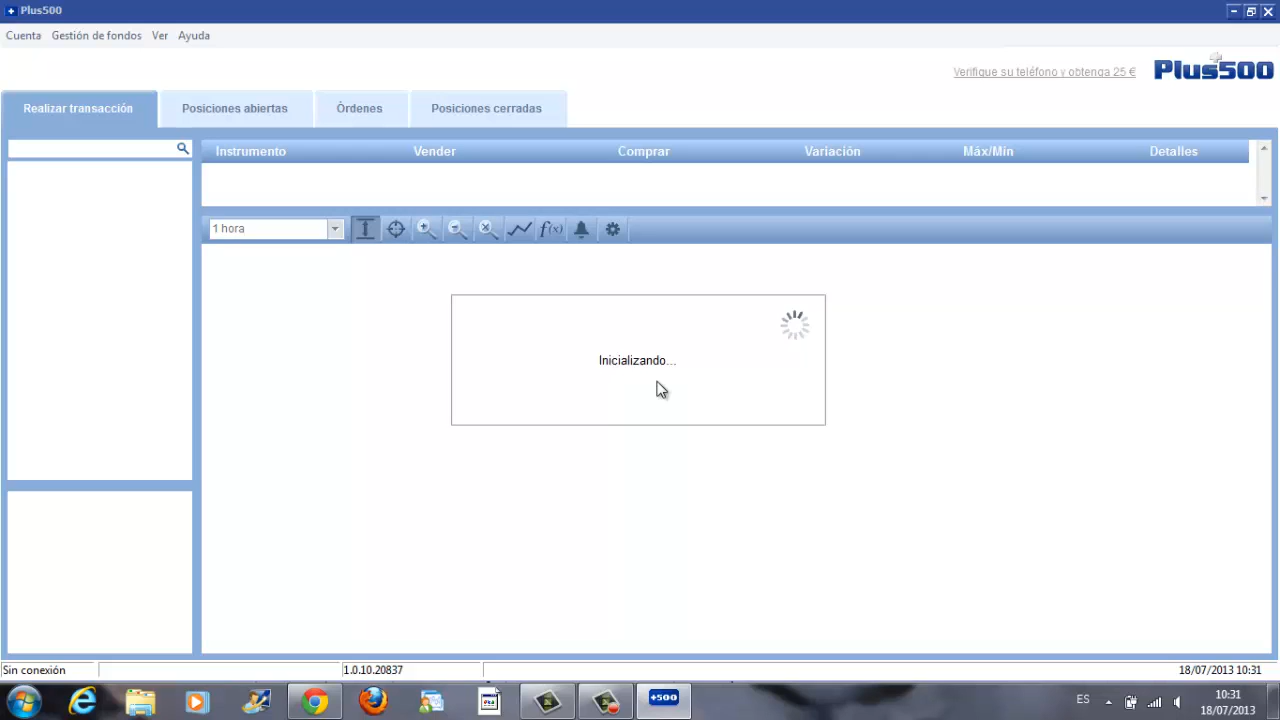 Plus500
Cuenta Gestión de fondos Ver Ayuda
Verifique su teléfono y obtenga 25 €
Plus500
Realizar transacción Posiciones abiertas Órdenes Posiciones cerradas
Instrumento Vender Comprar Variación Máx/Mín Detalles
1 hora f(x)
Inicializando...
Sin conexión 1.0.10.20837 18/07/2013 10:31
+500 ES 10:31
18/07/2013